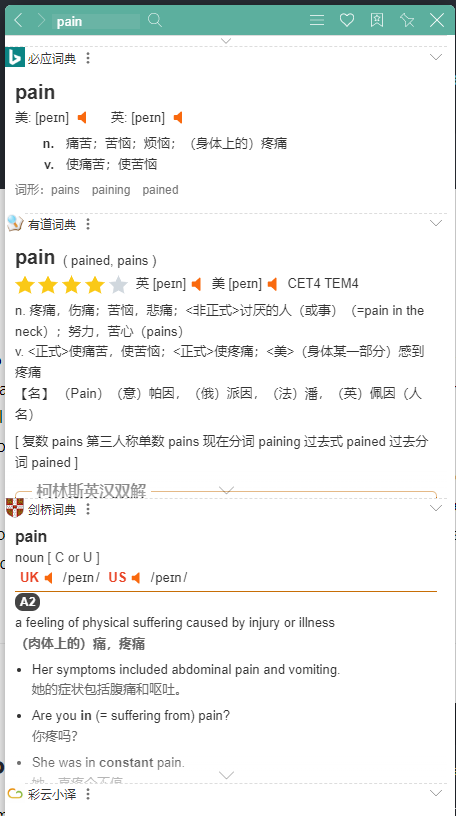 pain
必应词典
pain
美: [peɪn] 英: [peɪn]
n. 痛苦；苦恼；烦恼；（身体上的）疼痛
v. 使痛苦；使苦恼
词形: pains paining pained
有道词典
pain ( pained, pains )
英 [peɪn] 美 [peɪn] CET4 TEM4
n. 疼痛，伤痛；苦恼，悲痛；<非正式>讨厌的人（或事）（=pain in the
neck）；努力，苦心（pains）
v. <正式>使痛苦，使苦恼；<正式>使疼痛；<美>（身体某一部分）感到
疼痛
【名】 （Pain）（意）帕因，（俄）派因，（法）潘，（英）佩因（人
名）
[ 复数 pains 第三人称单数 pains 现在分词 paining 过去式 pained 过去分
词 pained ]
柯林斯英汉双解
剑桥词典
pain
noun [ C or U ]
UK /peɪn/ US /peɪn/
A2
a feeling of physical suffering caused by injury or illness
（肉体上的）痛，疼痛
Her symptoms included abdominal pain and vomiting.
她的症状包括腹痛和呕吐。
Are you in (= suffering from) pain?
你疼吗?
She was in constant pain.
她一直疼个不停。
彩云小译